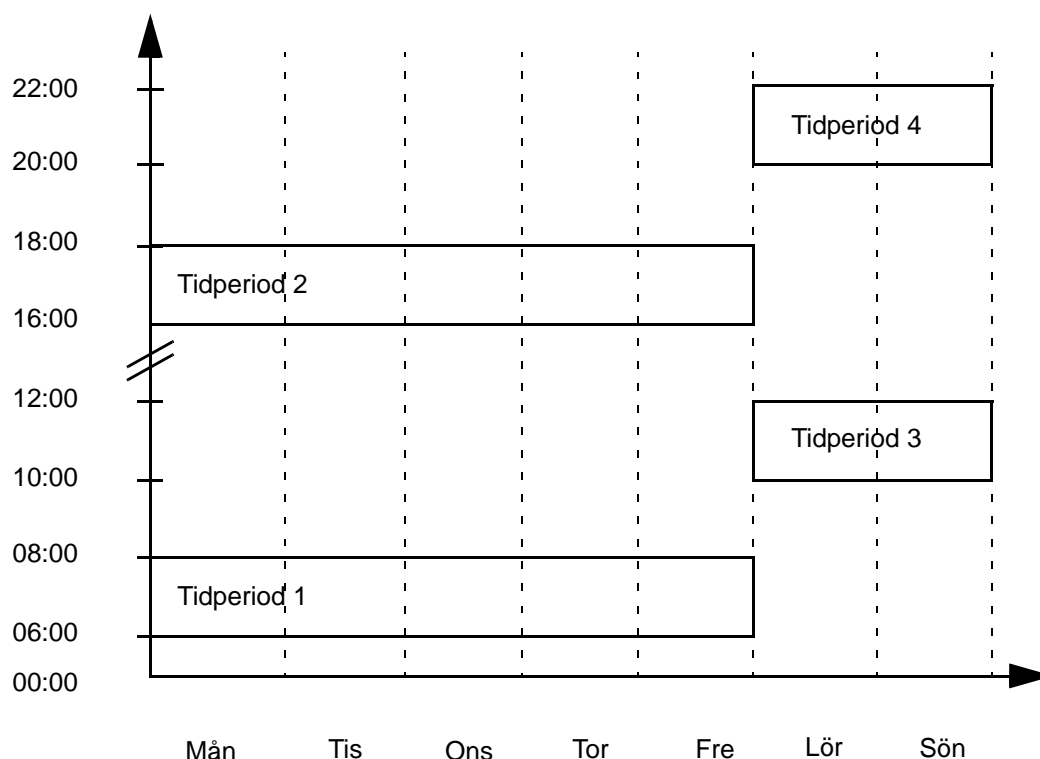 22:00
Tidperiod 4
20:00
18:00
Tidperiod 2
16:00
12:00
Tidperiod 3
10:00
08:00
Tidperiod 1
06:00
00:00
Mån Tis Ons Tor Fre Lör Sön